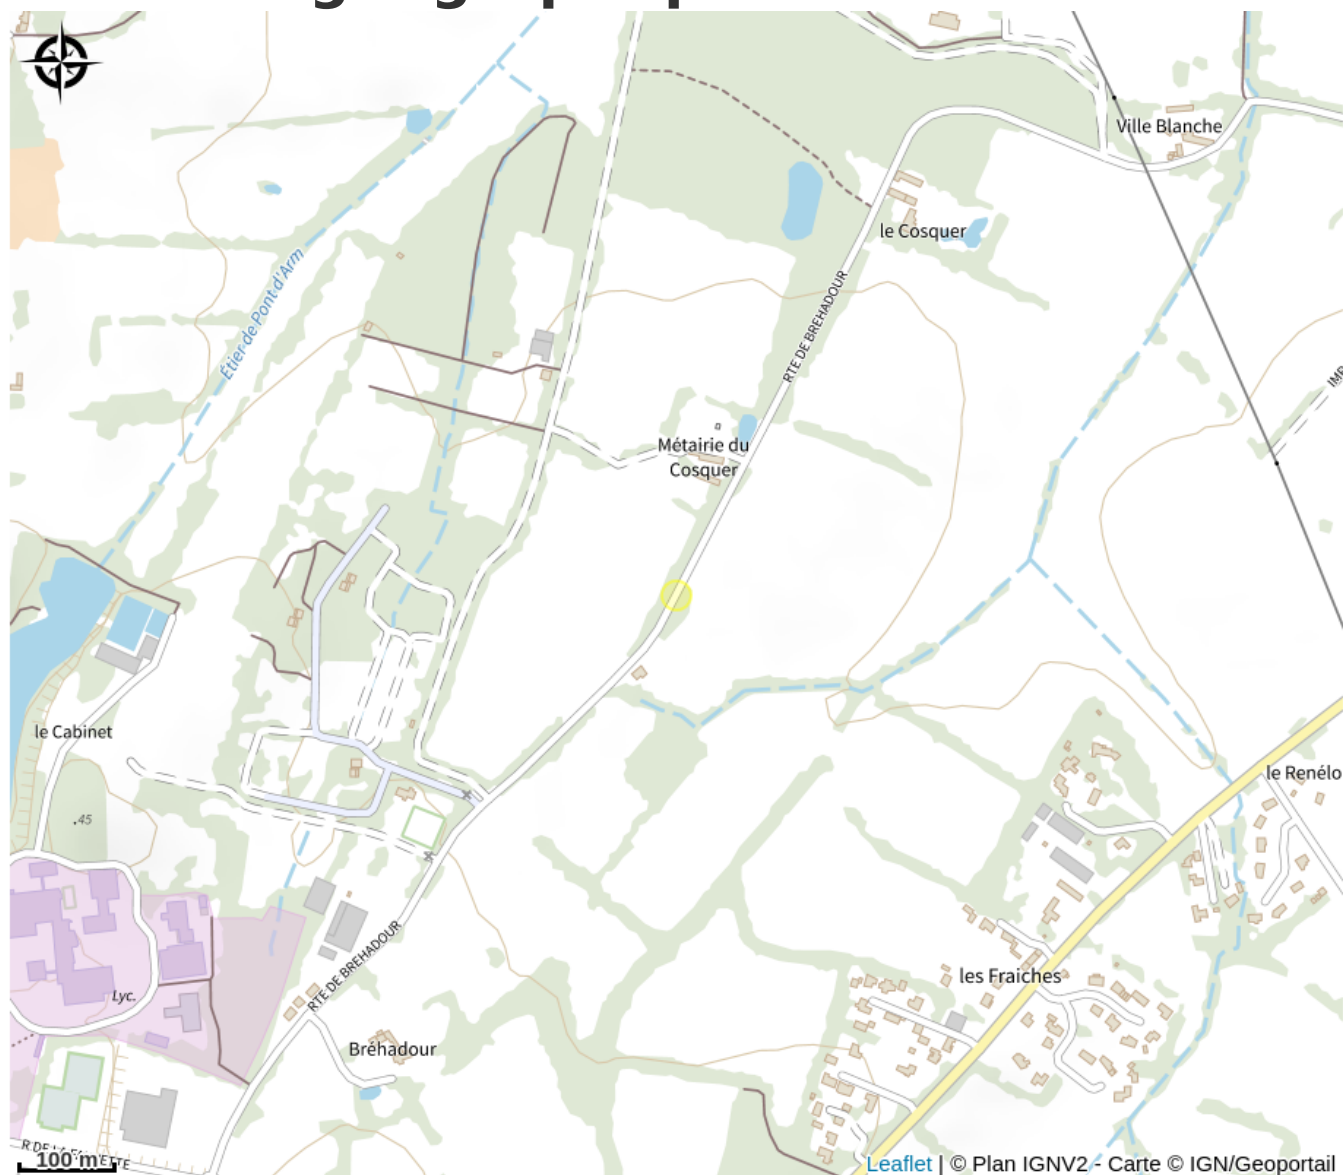 Ville Blanche
le Cosquer
Étier de Pont d'Arm
RTE DE BREHADOUR
Métairie du
Cosquer
le Cabinet
le Renélo
.45
RTE DE BREHADOUR
les Fraiches
Lyc.
Bréhadour
100 m
Leaflet | © Plan IGNV2 - Carte © IGN/Geoportail